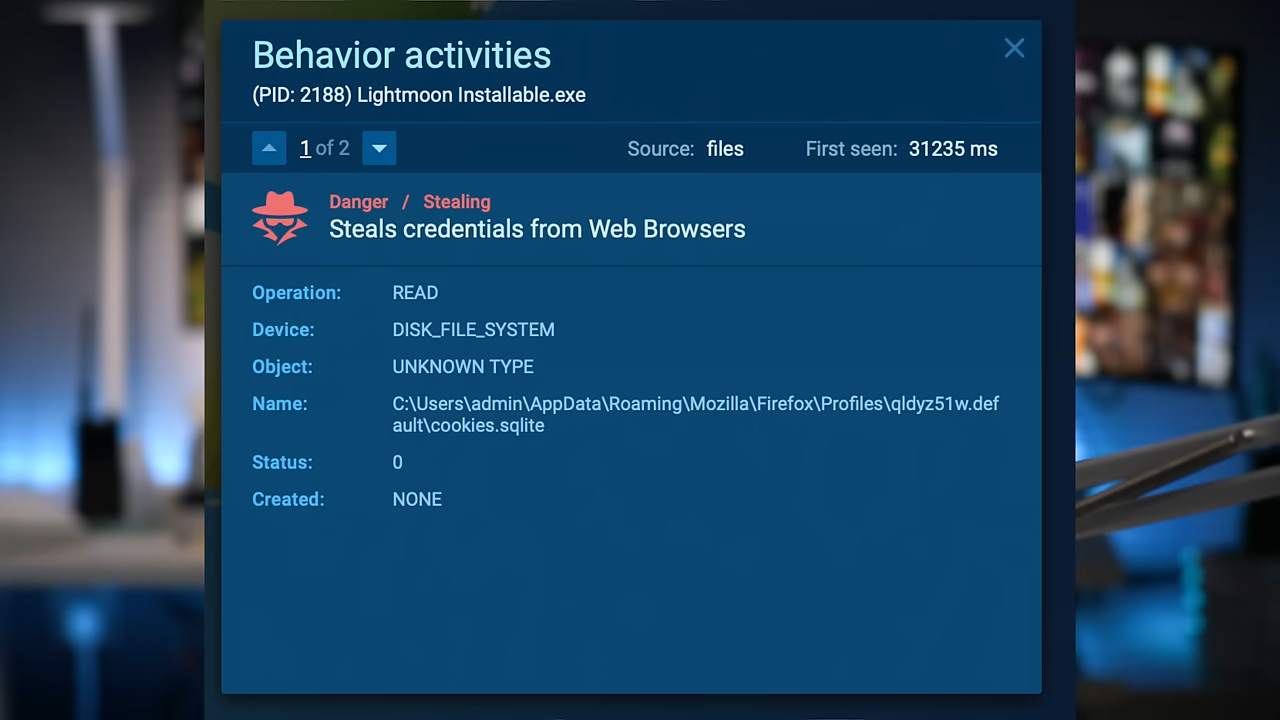 Behavior activities
(PID: 2188) Lightmoon Installable.exe
1 of 2
Source: files
First seen: 31235 ms
Danger / Stealing
Steals credentials from Web Browsers
Operation: READ
Device: DISK_FILE_SYSTEM
Object: UNKNOWN TYPE
Name: C:\Users\admin\AppData\Roaming\Mozilla\Firefox\Profiles\qldyz51w.def
ault\cookies.sqlite
Status: 0
Created: NONE